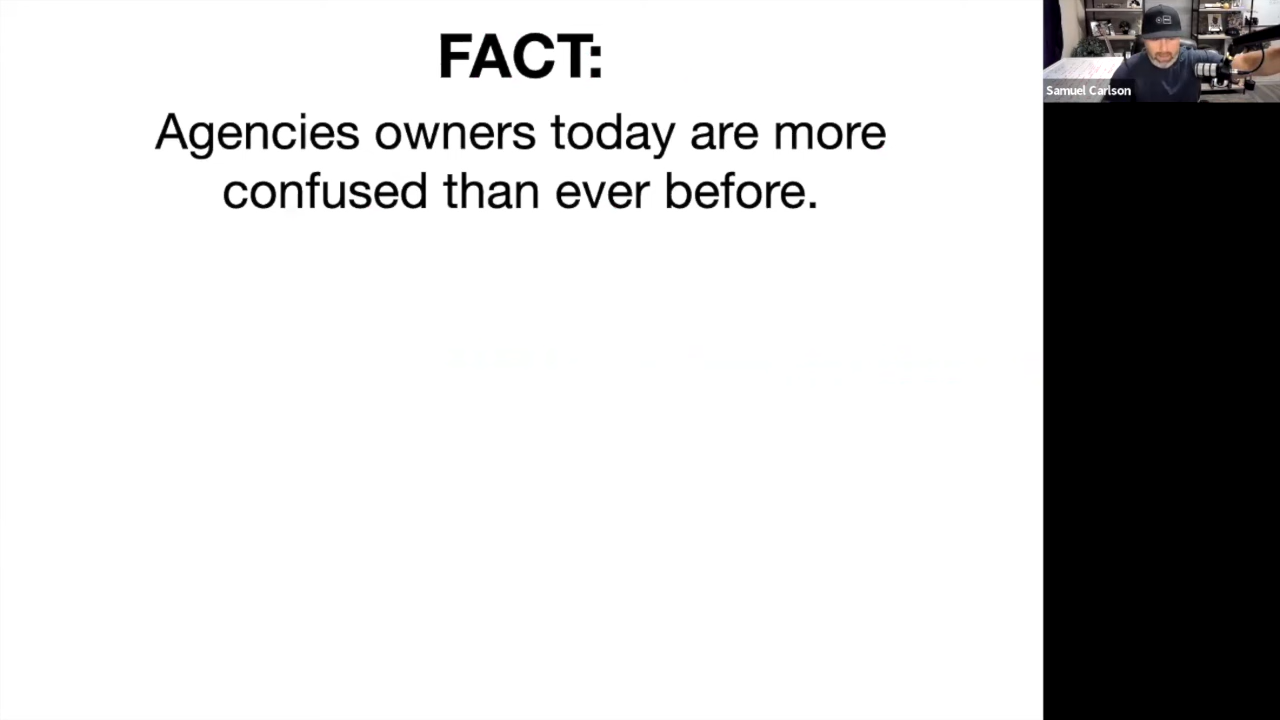 FACT:
Agencies owners today are more
confused than ever before.
Samuel Carlson